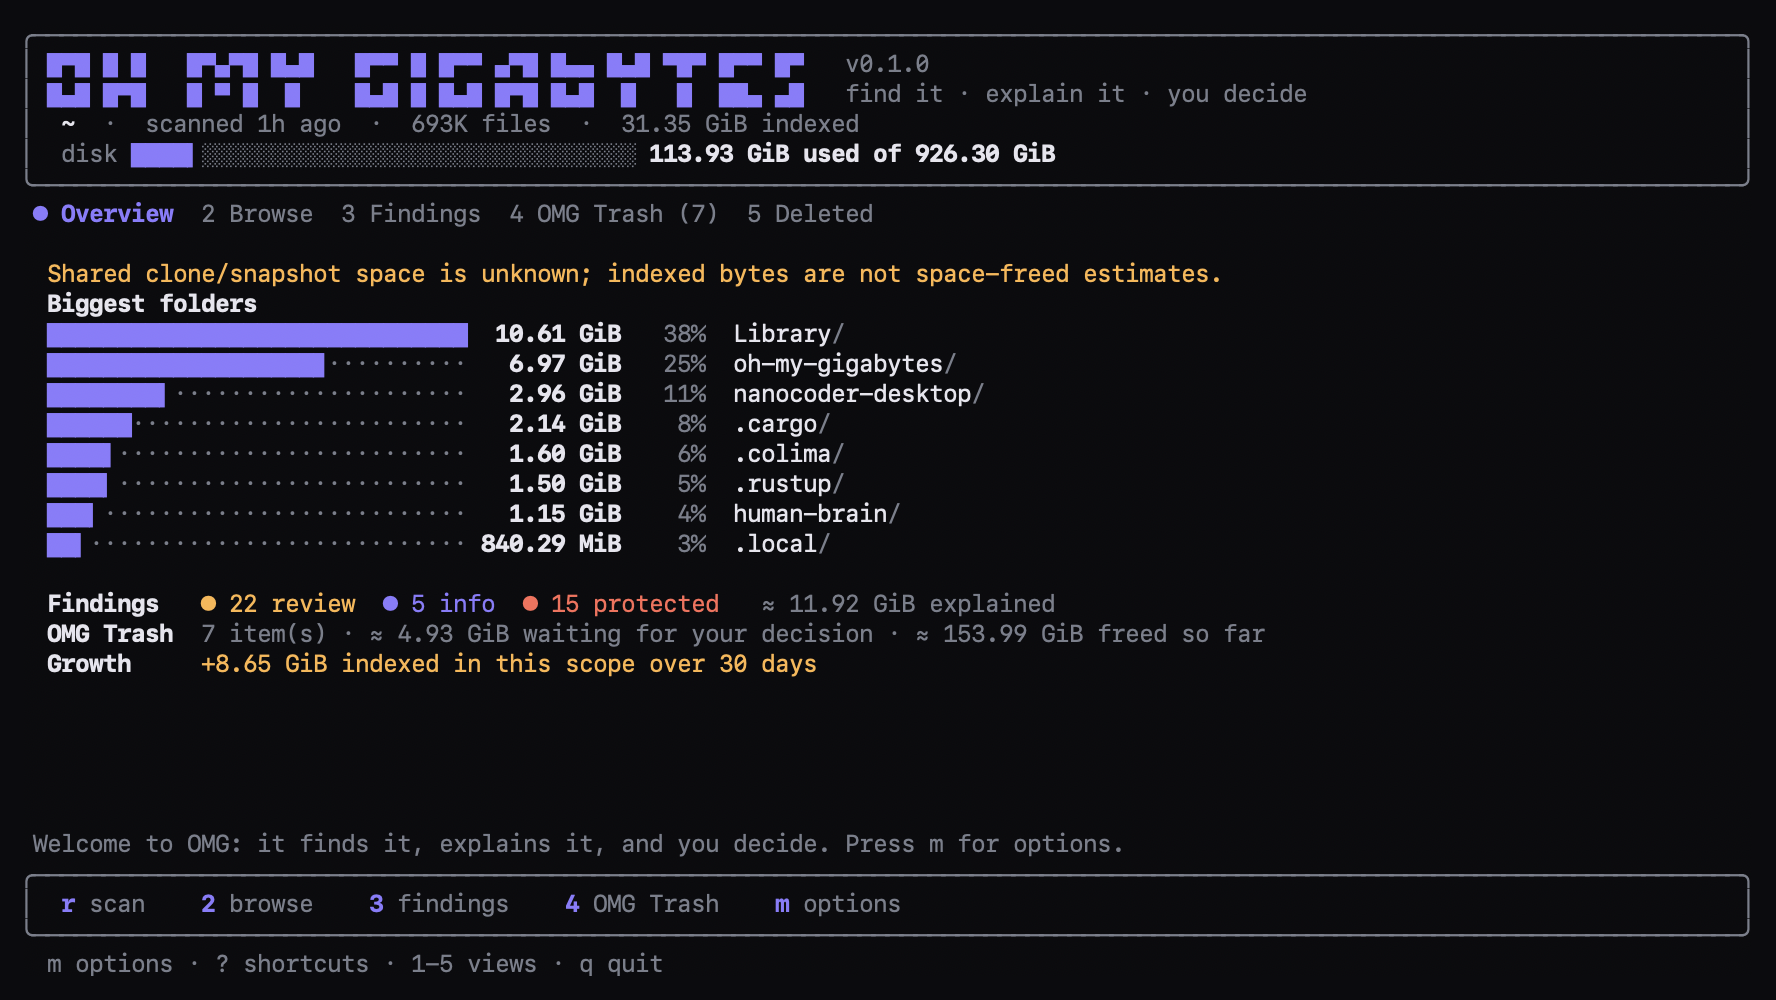 OH MY GIGABYTES v0.1.0
find it · explain it · you decide
~ · scanned 1h ago · 693K files · 31.35 GiB indexed
disk 113.93 GiB used of 926.30 GiB
● Overview 2 Browse 3 Findings 4 OMG Trash (7) 5 Deleted
Shared clone/snapshot space is unknown; indexed bytes are not space-freed estimates.
Biggest folders
10.61 GiB 38% Library/
6.97 GiB 25% oh-my-gigabytes/
2.96 GiB 11% nanocoder-desktop/
2.14 GiB 8% .cargo/
1.60 GiB 6% .colima/
1.50 GiB 5% .rustup/
1.15 GiB 4% human-brain/
840.29 MiB 3% .local/
Findings ● 22 review ● 5 info ● 15 protected ≈ 11.92 GiB explained
OMG Trash 7 item(s) · ≈ 4.93 GiB waiting for your decision · ≈ 153.99 GiB freed so far
Growth +8.65 GiB indexed in this scope over 30 days
Welcome to OMG: it finds it, explains it, and you decide. Press m for options.
r scan 2 browse 3 findings 4 OMG Trash m options
m options · ? shortcuts · 1-5 views · q quit